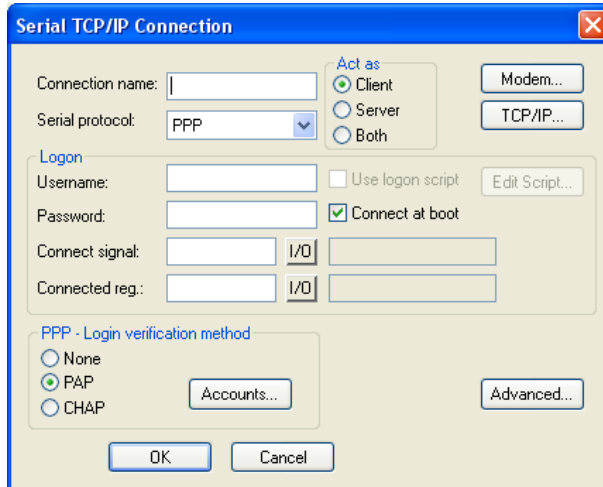 Serial TCP/IP Connection
Connection name:
Act as
Client
Modem...
Serial protocol:
PPP
Server
TCP/IP...
Both
Logon
Username:
Use logon script
Edit Script...
Password:
Connect at boot
Connect signal:
I/O
Connected reg.:
I/O
PPP - Login verification method
None
PAP
Accounts...
Advanced...
CHAP
OK
Cancel